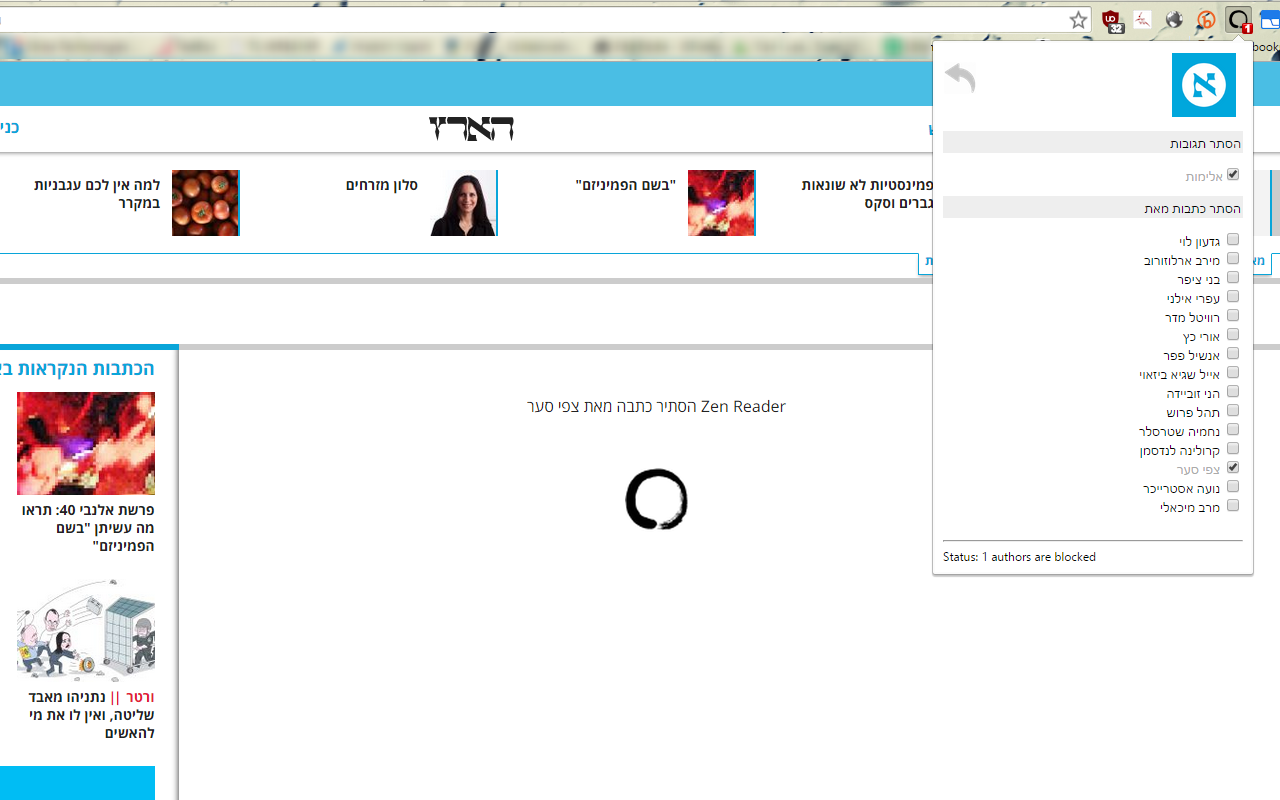 32
1
book
כני
הארץ
פמינסטיות לא שונאות
גברים וסקס
"בשם הפמיניזם"
סלון מזרחים
למה אין לכם עגבניות
במקרר
הכתבות הנקראות
פרשת אלנבי 40: תראו
מה עשיתן "בשם
הפמיניזם"
ורטר || נתניהו מאבד
שליטה, ואין לו את מי
להאשים
Zen Reader הסתיר כתבה מאת צפי סער
א
הסתר תגובות
אלימות
הסתר כתבות מאת
גדעון לוי
מירב ארלוזורוב
בני ציפר
עפרי אילני
רוויטל מדר
אורי כץ
אנשיל פפר
אייל שגיא ביזאוי
הני זוביידה
תהל פרוש
נחמיה שטרסלר
קרולינה לנדסמן
צפי סער
נועה אסטרייכר
מרב מיכאלי
Status: 1 authors are blocked